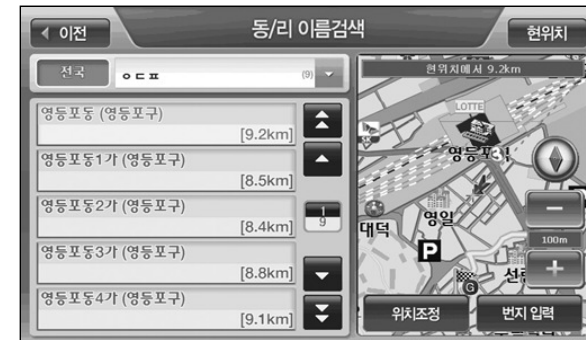 이전
동/리 이름검색
현위치
전국
ㅇㄷㅍ
(9)
영등포동 (영등포구)
[9.2km]
영등포동1가 (영등포구)
[8.5km]
영등포동2가 (영등포구)
[8.4km]
영등포동3가 (영등포구)
[8.8km]
영등포동4가 (영등포구)
[9.1km]
1
9
현위치에서 9.2km
LOTTE
영등포
영일
대덕
P
100m
G
위치조정
번지 입력